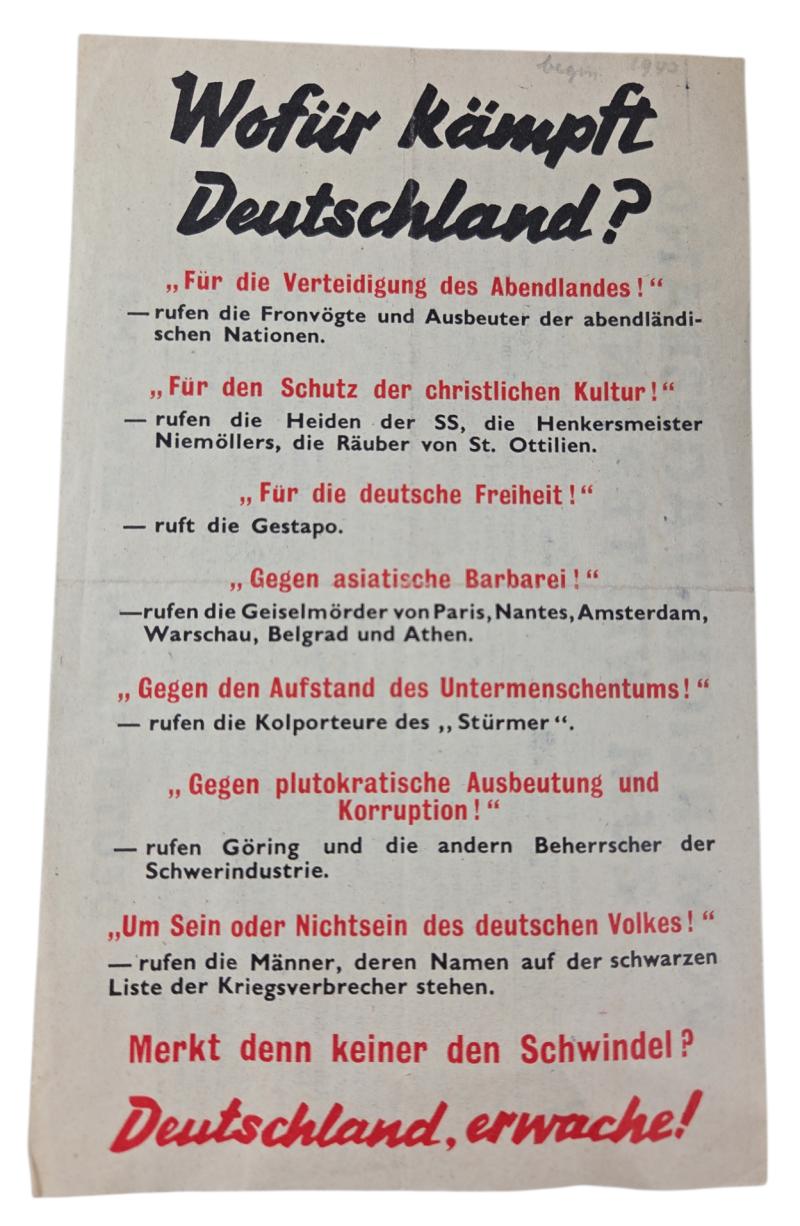 begin 1943
Wofür kämpft
Deutschland?
„Für die Verteidigung des Abendlandes!“
— rufen die Fronvögte und Ausbeuter der abendländi-
schen Nationen.
„Für den Schutz der christlichen Kultur!“
— rufen die Heiden der SS, die Henkersmeister
Niemöllers, die Räuber von St. Ottilien.
„Für die deutsche Freiheit!“
— ruft die Gestapo.
„Gegen asiatische Barbarei!“
— rufen die Geiselmörder von Paris, Nantes, Amsterdam,
Warschau, Belgrad und Athen.
„Gegen den Aufstand des Untermenschentums!“
— rufen die Kolporteure des „Stürmer“.
„Gegen plutokratische Ausbeutung und
Korruption!“
— rufen Göring und die andern Beherrscher der
Schwerindustrie.
„Um Sein oder Nichtsein des deutschen Volkes!“
— rufen die Männer, deren Namen auf der schwarzen
Liste der Kriegsverbrecher stehen.
Merkt denn keiner den Schwindel?
Deutschland, erwache!